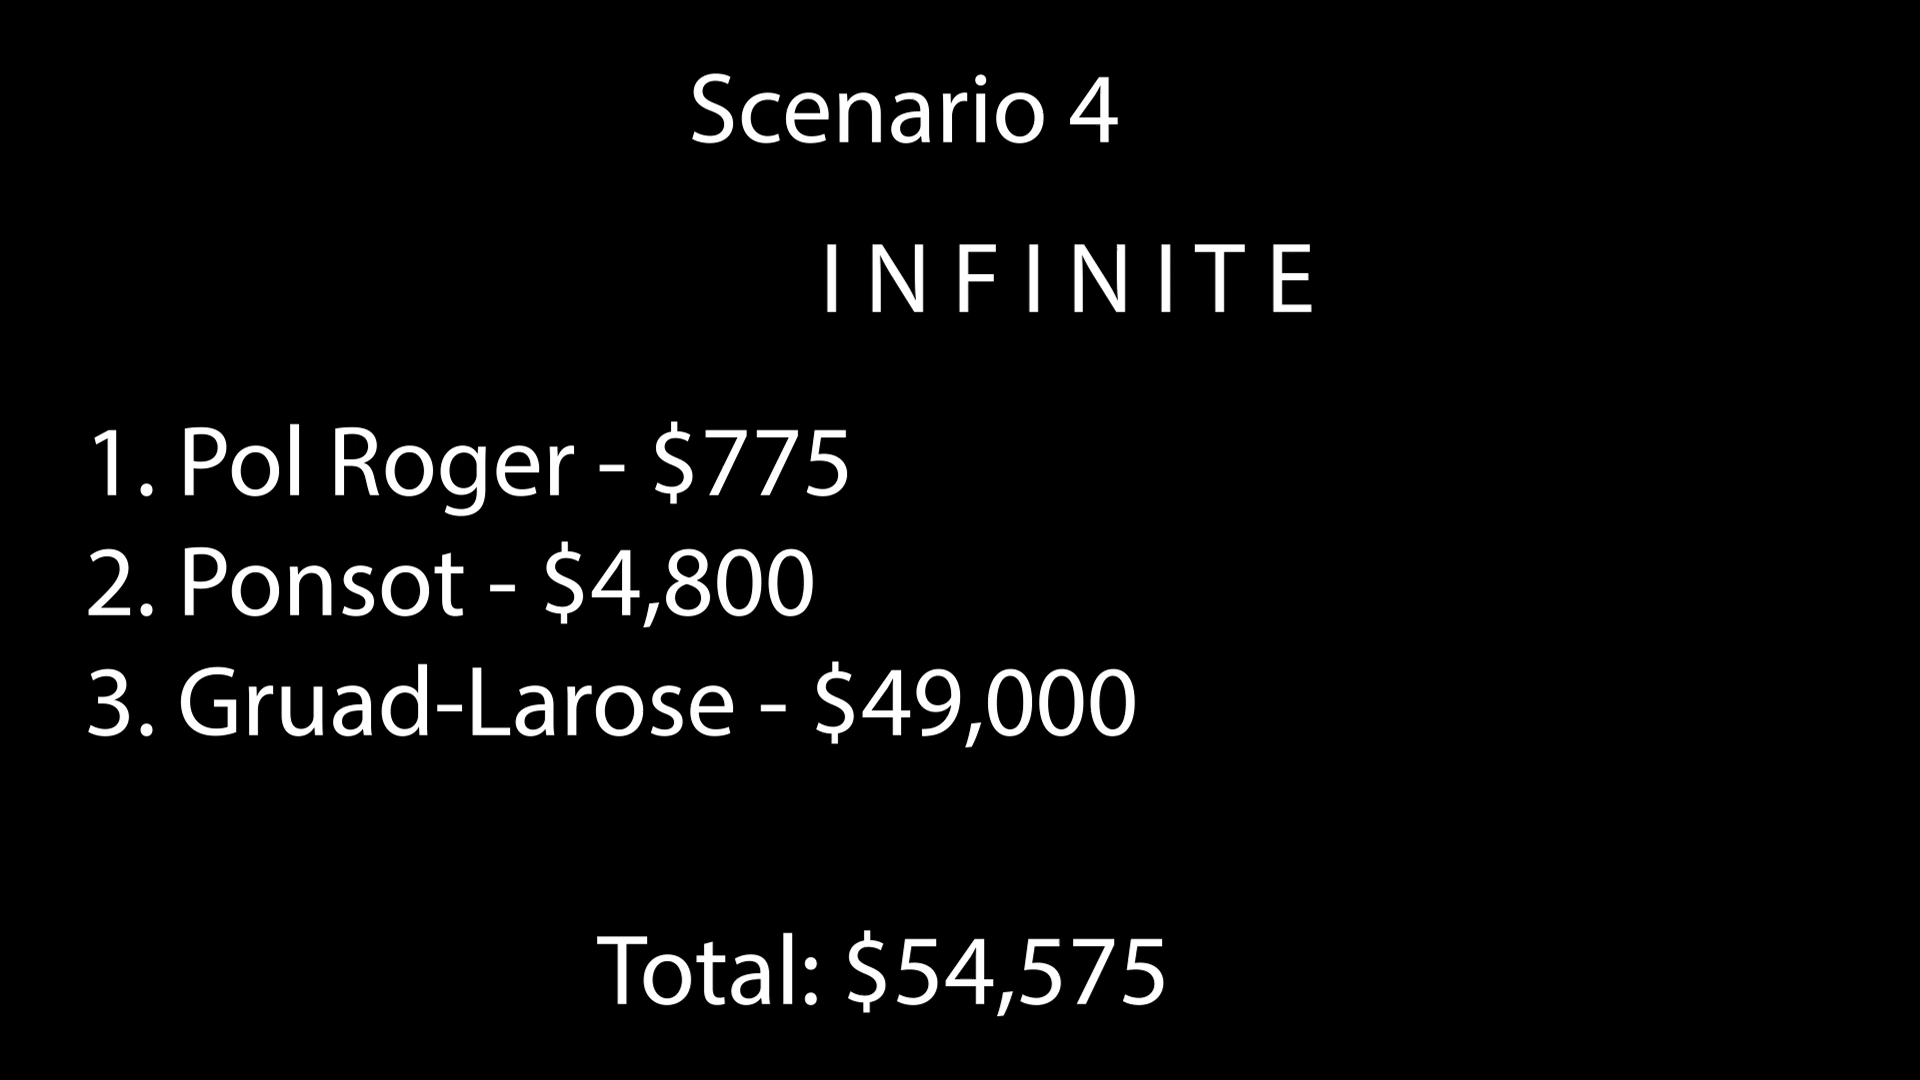 Scenario 4
I N F I N I T E
1. Pol Roger - $775
2. Ponsot - $4,800
3. Gruad-Larose - $49,000
Total: $54,575